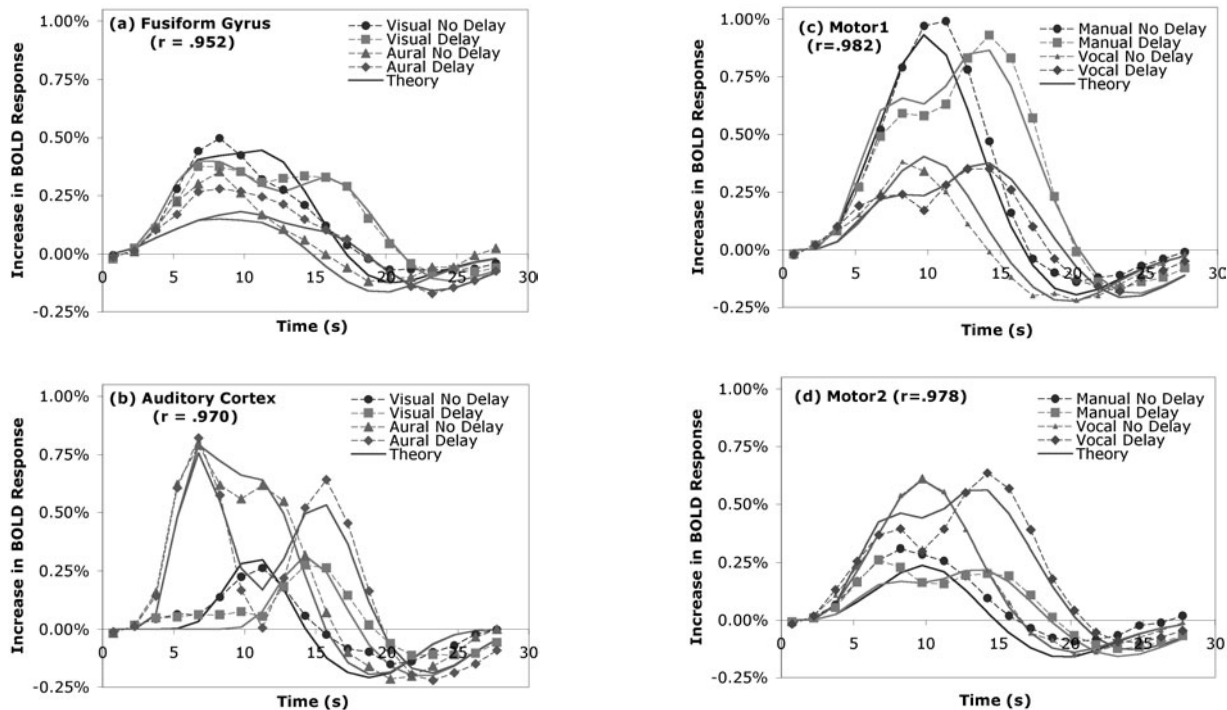 (a) Fusiform Gyrus
(r = .952)
Visual No Delay
Visual Delay
Aural No Delay
Aural Delay
Theory
Increase in BOLD Response
1.00%
0.75%
0.50%
0.25%
0.00%
-0.25%
0 5 10 15 20 25 30
Time (s)
(c) Motor1
(r=.982)
Manual No Delay
Manual Delay
Vocal No Delay
Vocal Delay
Theory
Increase in BOLD Response
1.00%
0.75%
0.50%
0.25%
0.00%
-0.25%
0 5 10 15 20 25 30
Time (s)
(b) Auditory Cortex
(r = .970)
Visual No Delay
Visual Delay
Aural No Delay
Aural Delay
Theory
Increase in BOLD Response
1.00%
0.75%
0.50%
0.25%
0.00%
-0.25%
0 5 10 15 20 25 30
Time (s)
(d) Motor2 (r=.978)
Manual No Delay
Manual Delay
Vocal No Delay
Vocal Delay
Theory
Increase in BOLD Response
1.00%
0.75%
0.50%
0.25%
0.00%
-0.25%
0 5 10 15 20 25 30
Time (s)